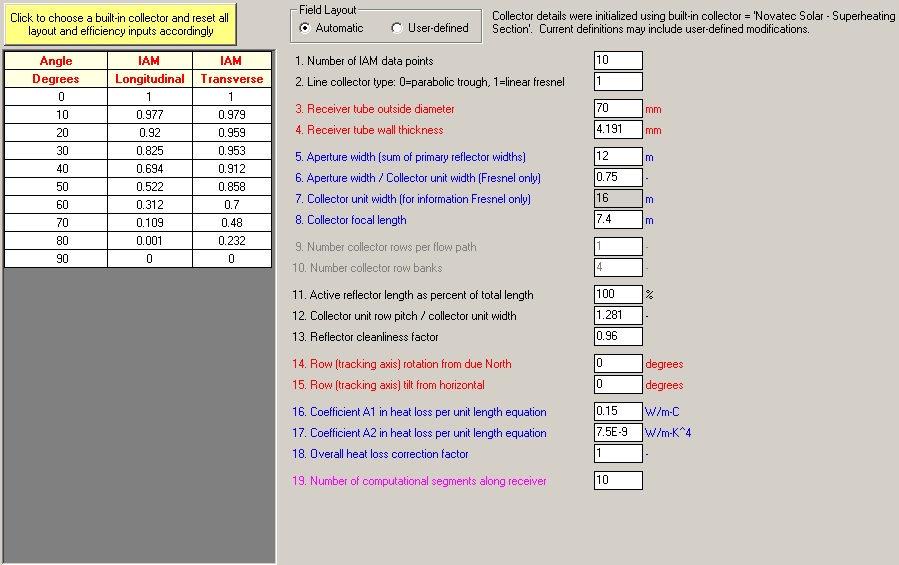 Click to choose a built-in collector and reset all
layout and efficiency inputs accordingly
Angle IAM IAM
Degrees Longitudinal Transverse
0 1 1
10 0.977 0.979
20 0.92 0.959
30 0.825 0.953
40 0.694 0.912
50 0.522 0.858
60 0.312 0.7
70 0.109 0.48
80 0.001 0.232
90 0 0
Field Layout
Automatic User-defined
Collector details were initialized using built-in collector = 'Novatec Solar - Superheating
Section'. Current definitions may include user-defined modifications.
1. Number of IAM data points 10
2. Line collector type: 0=parabolic trough, 1=linear fresnel 1
3. Receiver tube outside diameter 70 mm
4. Receiver tube wall thickness 4.191 mm
5. Aperture width (sum of primary reflector widths) 12 m
6. Aperture width / Collector unit width (Fresnel only) 0.75 -
7. Collector unit width (for information Fresnel only) 16 m
8. Collector focal length 7.4 m
9. Number collector rows per flow path 1 -
10. Number collector row banks 4 -
11. Active reflector length as percent of total length 100 %
12. Collector unit row pitch / collector unit width 1.281 -
13. Reflector cleanliness factor 0.96
14. Row (tracking axis) rotation from due North 0 degrees
15. Row (tracking axis) tilt from horizontal 0 degrees
16. Coefficient A1 in heat loss per unit length equation 0.15 W/m-C
17. Coefficient A2 in heat loss per unit length equation 7.5E-9 W/m-K^4
18. Overall heat loss correction factor 1 -
19. Number of computational segments along receiver 10